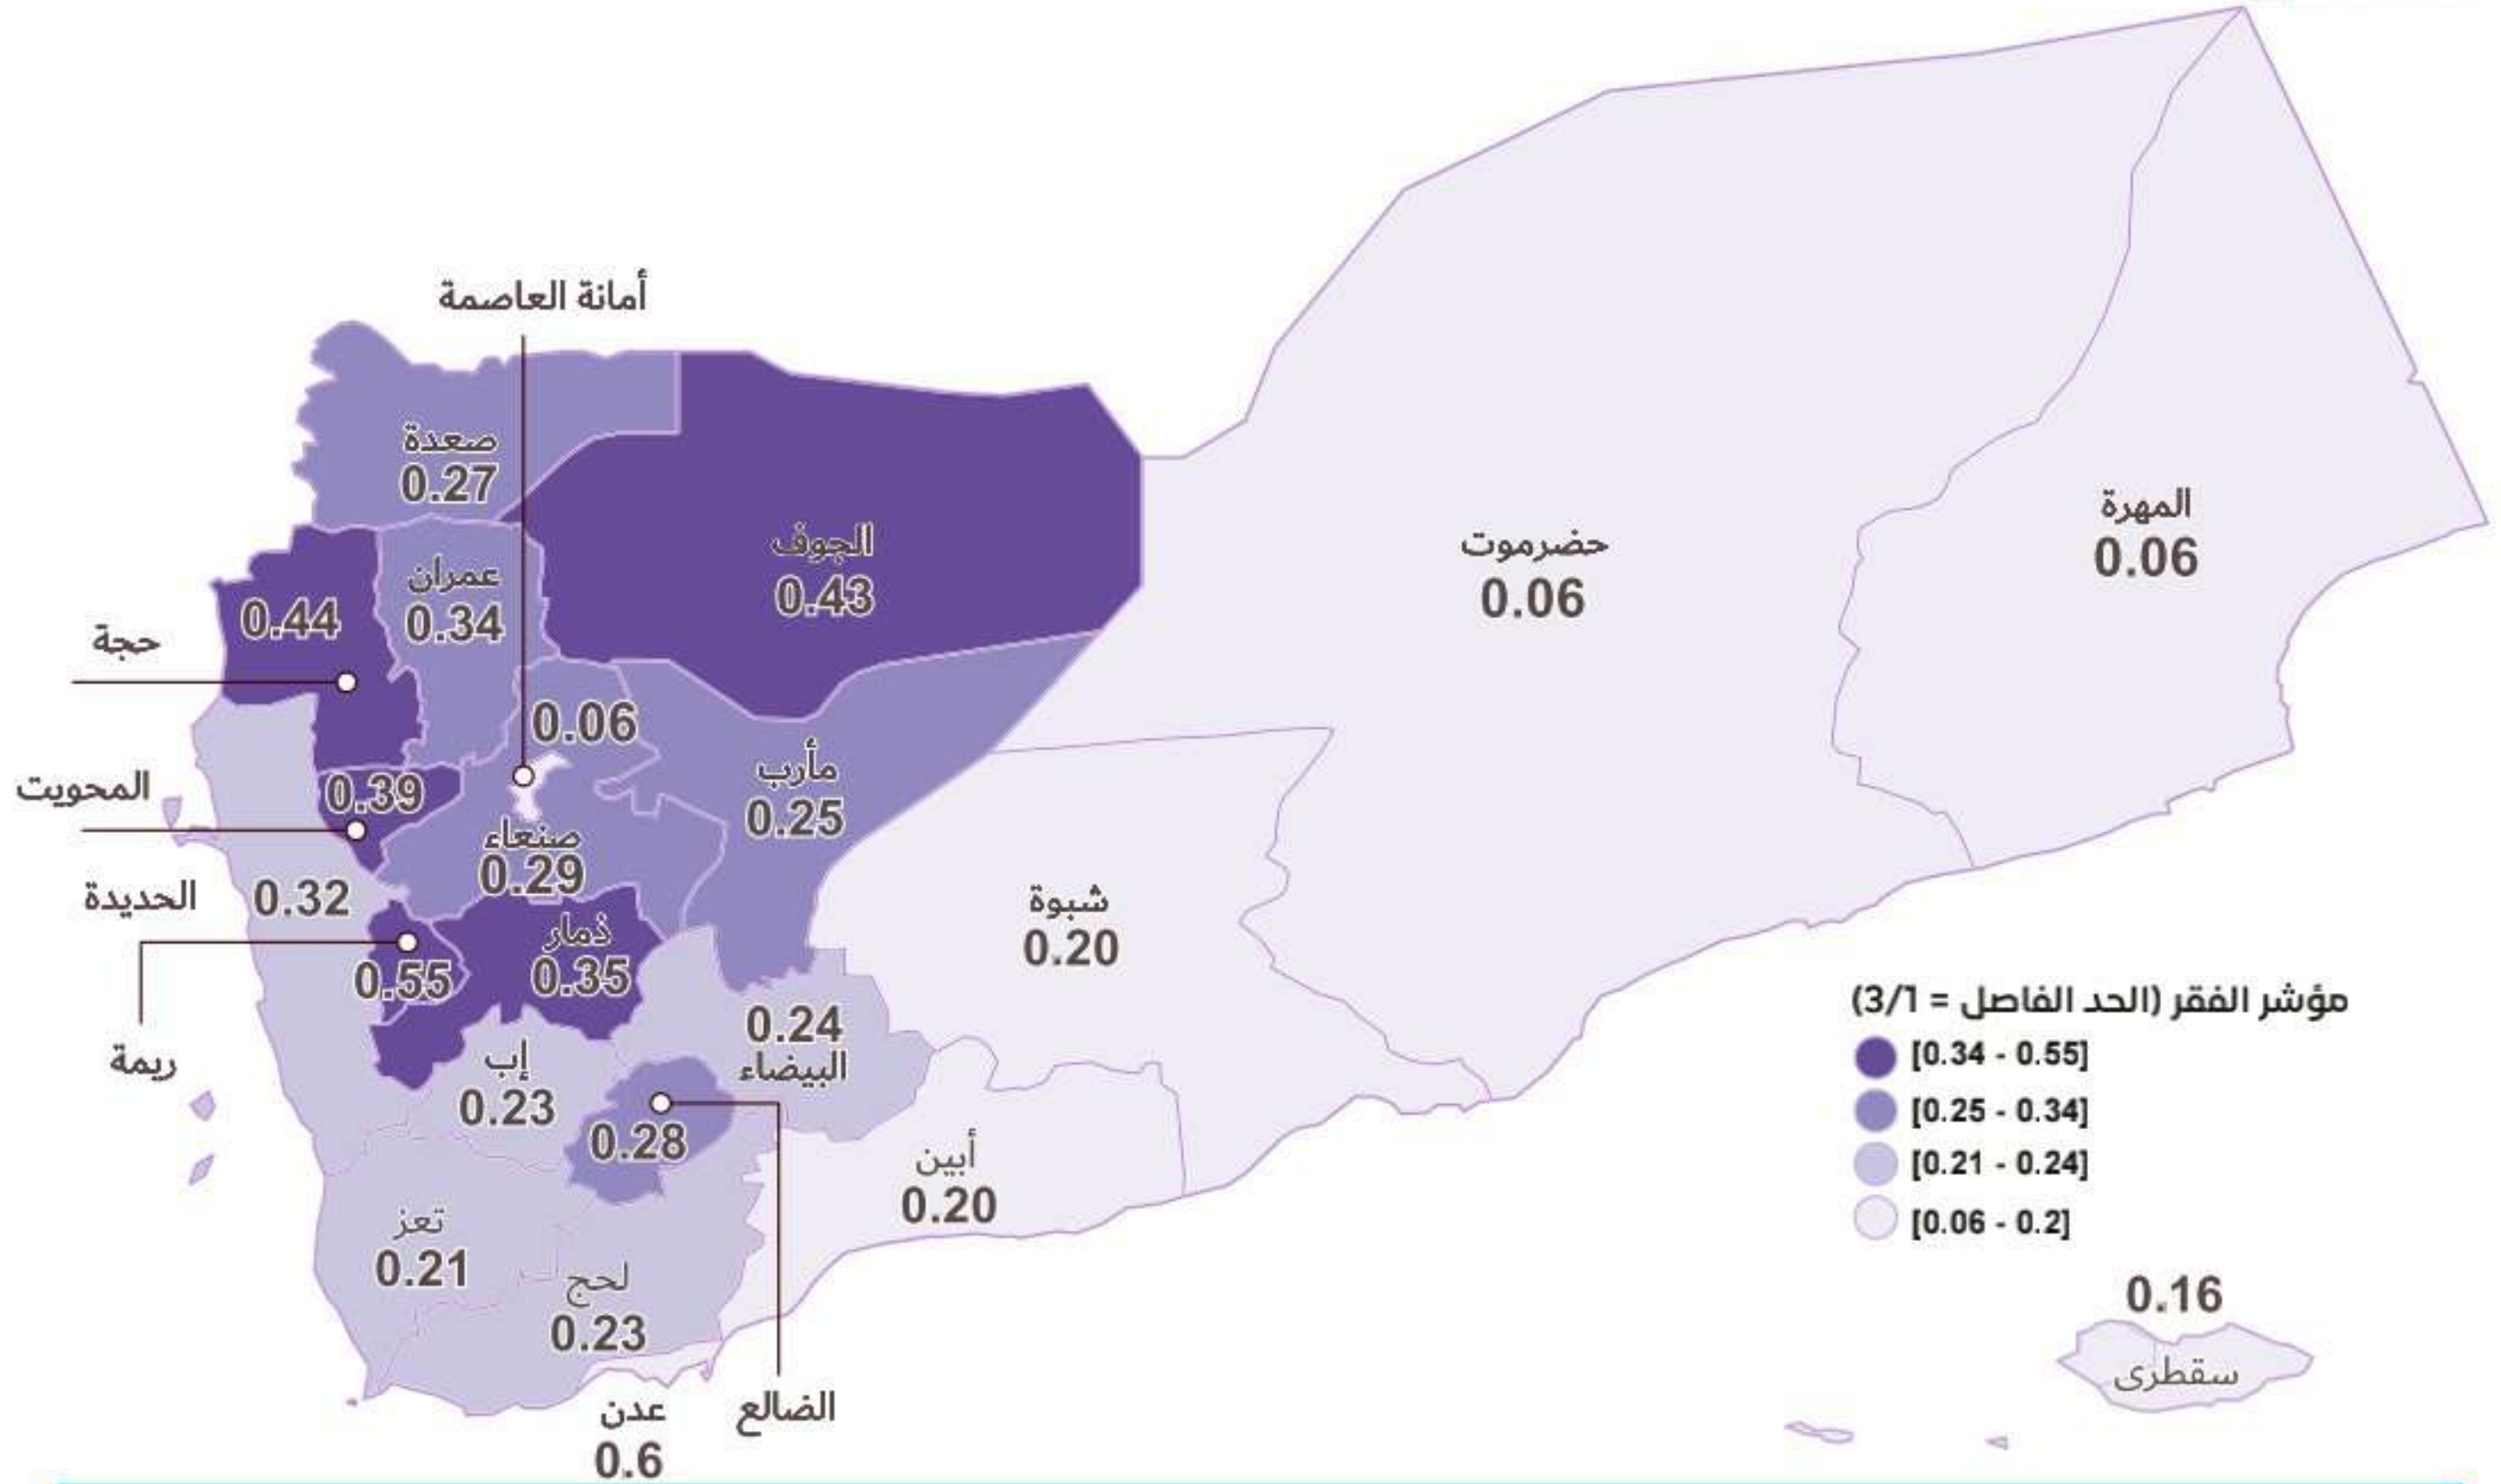 أمانة العاصمة
0.06
صعدة
0.27
الجوف
0.43
حضرموت
0.06
المهرة
0.06
عمران
0.34
حجة
0.44
المحويت
0.39
مأرب
0.25
صنعاء
0.29
الحديدة
0.32
ذمار
0.35
ريمة
0.55
شبوة
0.20
إب
0.23
0.24
البيضاء
0.28
الضالع
أبين
0.20
تعز
0.21
لحج
0.23
عدن
0.6
مؤشر الفقر (الحد الفاصل = 3/1)
[0.34 - 0.55]
[0.25 - 0.34]
[0.21 - 0.24]
[0.06 - 0.2]
0.16
سقطرى